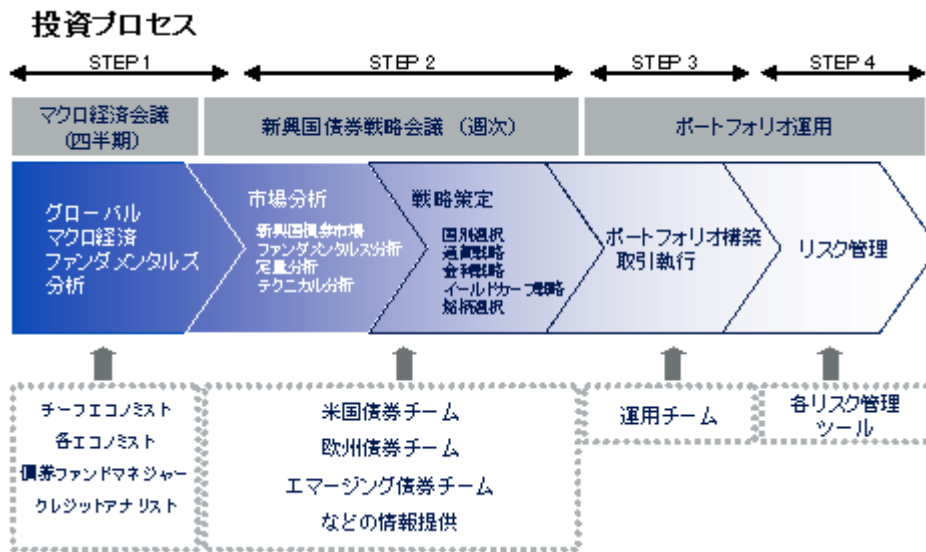 投資プロセス
STEP 1
STEP 2
STEP 3
STEP 4
マクロ経済会議
(四半期)
新興国債券戦略会議 (週次)
ポートフォリオ運用
グローバル
マクロ経済
ファンダメンタルズ
分析
市場分析
新興国債券市場
ファンダメンタルズ分析
定量分析
テクニカル分析
戦略策定
国別選択
通貨戦略
金利戦略
イールドカーブ戦略
銘柄選択
ポートフォリオ構築
取引執行
リスク管理
チーフエコノミスト
各エコノミスト
債券ファンドマネジャー
クレジットアナリスト
米国債券チーム
欧州債券チーム
エマージング債券チーム
などの情報提供
運用チーム
各リスク管理
ツール